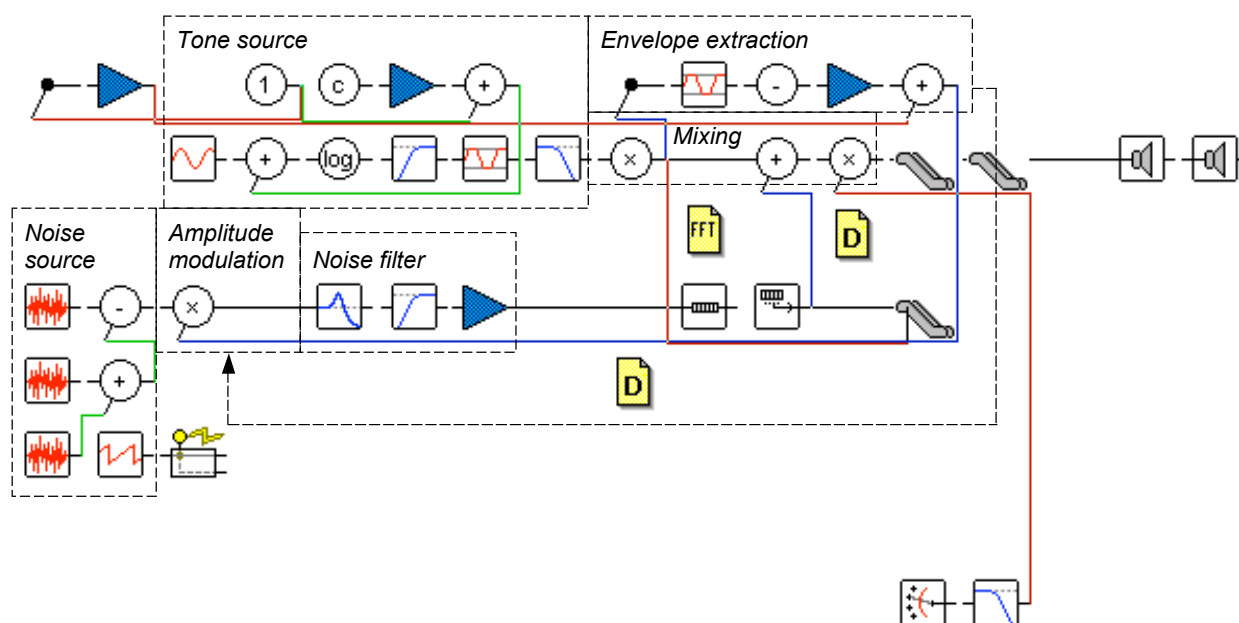 Tone source
Envelope extraction
1
c
+
-
+
Mixing
+
log
×
+
×
FFT
D
Noise
source
Amplitude
modulation
Noise filter
-
×
+
D